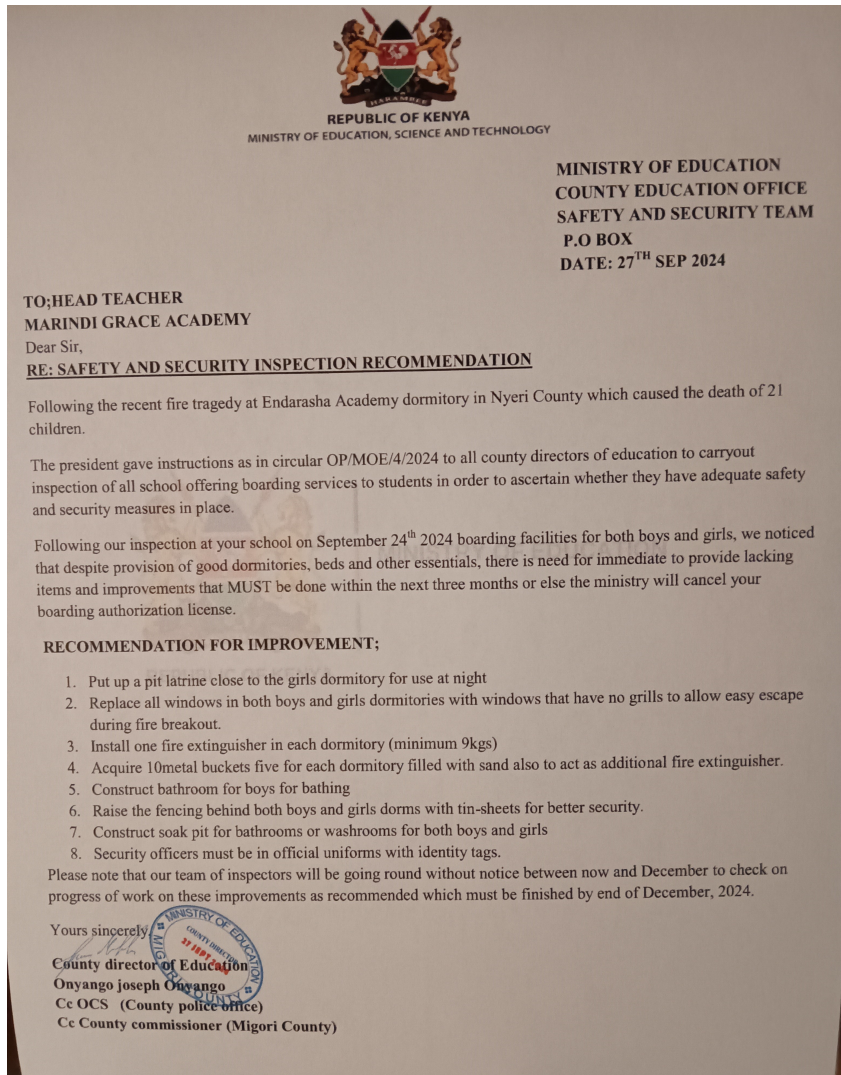 HARAMBEE
REPUBLIC OF KENYA
MINISTRY OF EDUCATION, SCIENCE AND TECHNOLOGY
MINISTRY OF EDUCATION
COUNTY EDUCATION OFFICE
SAFETY AND SECURITY TEAM
P.O BOX
DATE: 27TH SEP 2024
TO;HEAD TEACHER
MARINDI GRACE ACADEMY
Dear Sir,
RE: SAFETY AND SECURITY INSPECTION RECOMMENDATION
Following the recent fire tragedy at Endarasha Academy dormitory in Nyeri County which caused the death of 21
children.
The president gave instructions as in circular OP/MOE/4/2024 to all county directors of education to carryout
inspection of all school offering boarding services to students in order to ascertain whether they have adequate safety
and security measures in place.
Following our inspection at your school on September 24th 2024 boarding facilities for both boys and girls, we noticed
that despite provision of good dormitories, beds and other essentials, there is need for immediate to provide lacking
items and improvements that MUST be done within the next three months or else the ministry will cancel your
boarding authorization license.
RECOMMENDATION FOR IMPROVEMENT;
1. Put up a pit latrine close to the girls dormitory for use at night
2. Replace all windows in both boys and girls dormitories with windows that have no grills to allow easy escape
during fire breakout.
3. Install one fire extinguisher in each dormitory (minimum 9kgs)
4. Acquire 10metal buckets five for each dormitory filled with sand also to act as additional fire extinguisher.
5. Construct bathroom for boys for bathing
6. Raise the fencing behind both boys and girls dorms with tin-sheets for better security.
7. Construct soak pit for bathrooms or washrooms for both boys and girls
8. Security officers must be in official uniforms with identity tags.
Please note that our team of inspectors will be going round without notice between now and December to check on
progress of work on these improvements as recommended which must be finished by end of December, 2024.
Yours sincerely,
County director of Education
Onyango joseph Onyango
Cc OCS (County police office)
Cc County commissioner (Migori County)
MINISTRY OF EDUCATION
COUNTY DIRECTOR
27 SEPT
MIGORI COUNTY